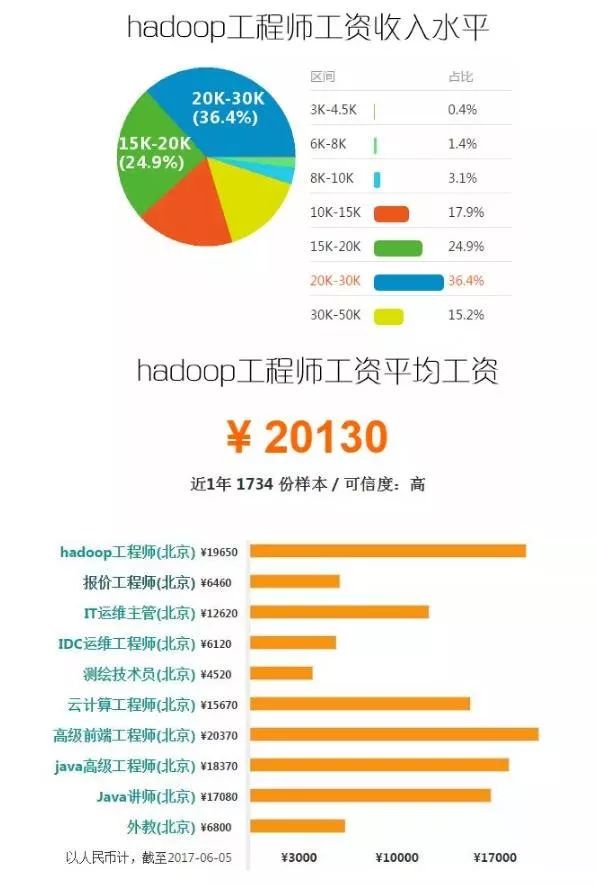 hadoop工程师工资收入水平
20K-30K
(36.4%)
15K-20K
(24.9%)
区间 占比
3K-4.5K 0.4%
6K-8K 1.4%
8K-10K 3.1%
10K-15K 17.9%
15K-20K 24.9%
20K-30K 36.4%
30K-50K 15.2%
hadoop工程师工资平均工资
¥ 20130
近1年 1734 份样本 / 可信度：高
hadoop工程师(北京) ¥19650
报价工程师(北京) ¥6460
IT运维主管(北京) ¥12620
IDC运维工程师(北京) ¥6120
测绘技术员(北京) ¥4520
云计算工程师(北京) ¥15670
高级前端工程师(北京) ¥20370
java高级工程师(北京) ¥18370
Java讲师(北京) ¥17080
外教(北京) ¥6800
以人民币计，截至2017-06-05 ¥3000 ¥10000 ¥17000